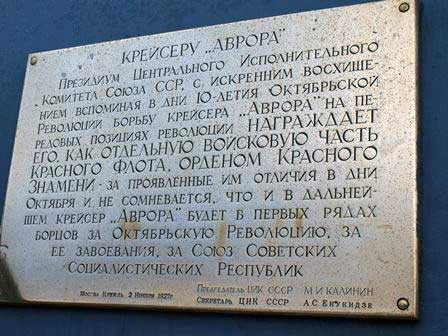 КРЕЙСЕРУ „АВРОРА"
ПРЕЗИДИУМ ЦЕНТРАЛЬНОГО ИСПОЛНИТЕЛЬНОГО
КОМИТЕТА СОЮЗА ССР, С ИСКРЕННИМ ВОСХИЩЕ-
НИЕМ ВСПОМИНАЯ В ДНИ 10-ЛЕТИЯ ОКТЯБРЬСКОЙ
РЕВОЛЮЦИИ БОРЬБУ КРЕЙСЕРА „АВРОРА" НА ПЕ-
РЕДОВЫХ ПОЗИЦИЯХ РЕВОЛЮЦИИ НАГРАЖДАЕТ
ЕГО, КАК ОТДЕЛЬНУЮ ВОЙСКОВУЮ ЧАСТЬ
КРАСНОГО ФЛОТА, ОРДЕНОМ КРАСНОГО
ЗНАМЕНИ - ЗА ПРОЯВЛЕННЫЕ ИМ ОТЛИЧИЯ В ДНИ
ОКТЯБРЯ И НЕ СОМНЕВАЕТСЯ, ЧТО И В ДАЛЬНЕЙ-
ШЕМ КРЕЙСЕР „АВРОРА" БУДЕТ В ПЕРВЫХ РЯДАХ
БОРЦОВ ЗА ОКТЯБРЬСКУЮ РЕВОЛЮЦИЮ, ЗА
ЕЕ ЗАВОЕВАНИЯ, ЗА СОЮЗ СОВЕТСКИХ
СОЦИАЛИСТИЧЕСКИХ РЕСПУБЛИК
ПРЕДСЕДАТЕЛЬ ЦИК СССР М.И КАЛИНИН
МОСКВА КРЕМЛЬ 2 НОЯБРЯ 1927г. СЕКРЕТАРЬ ЦИК СССР А.С ЕНУКИДЗЕ